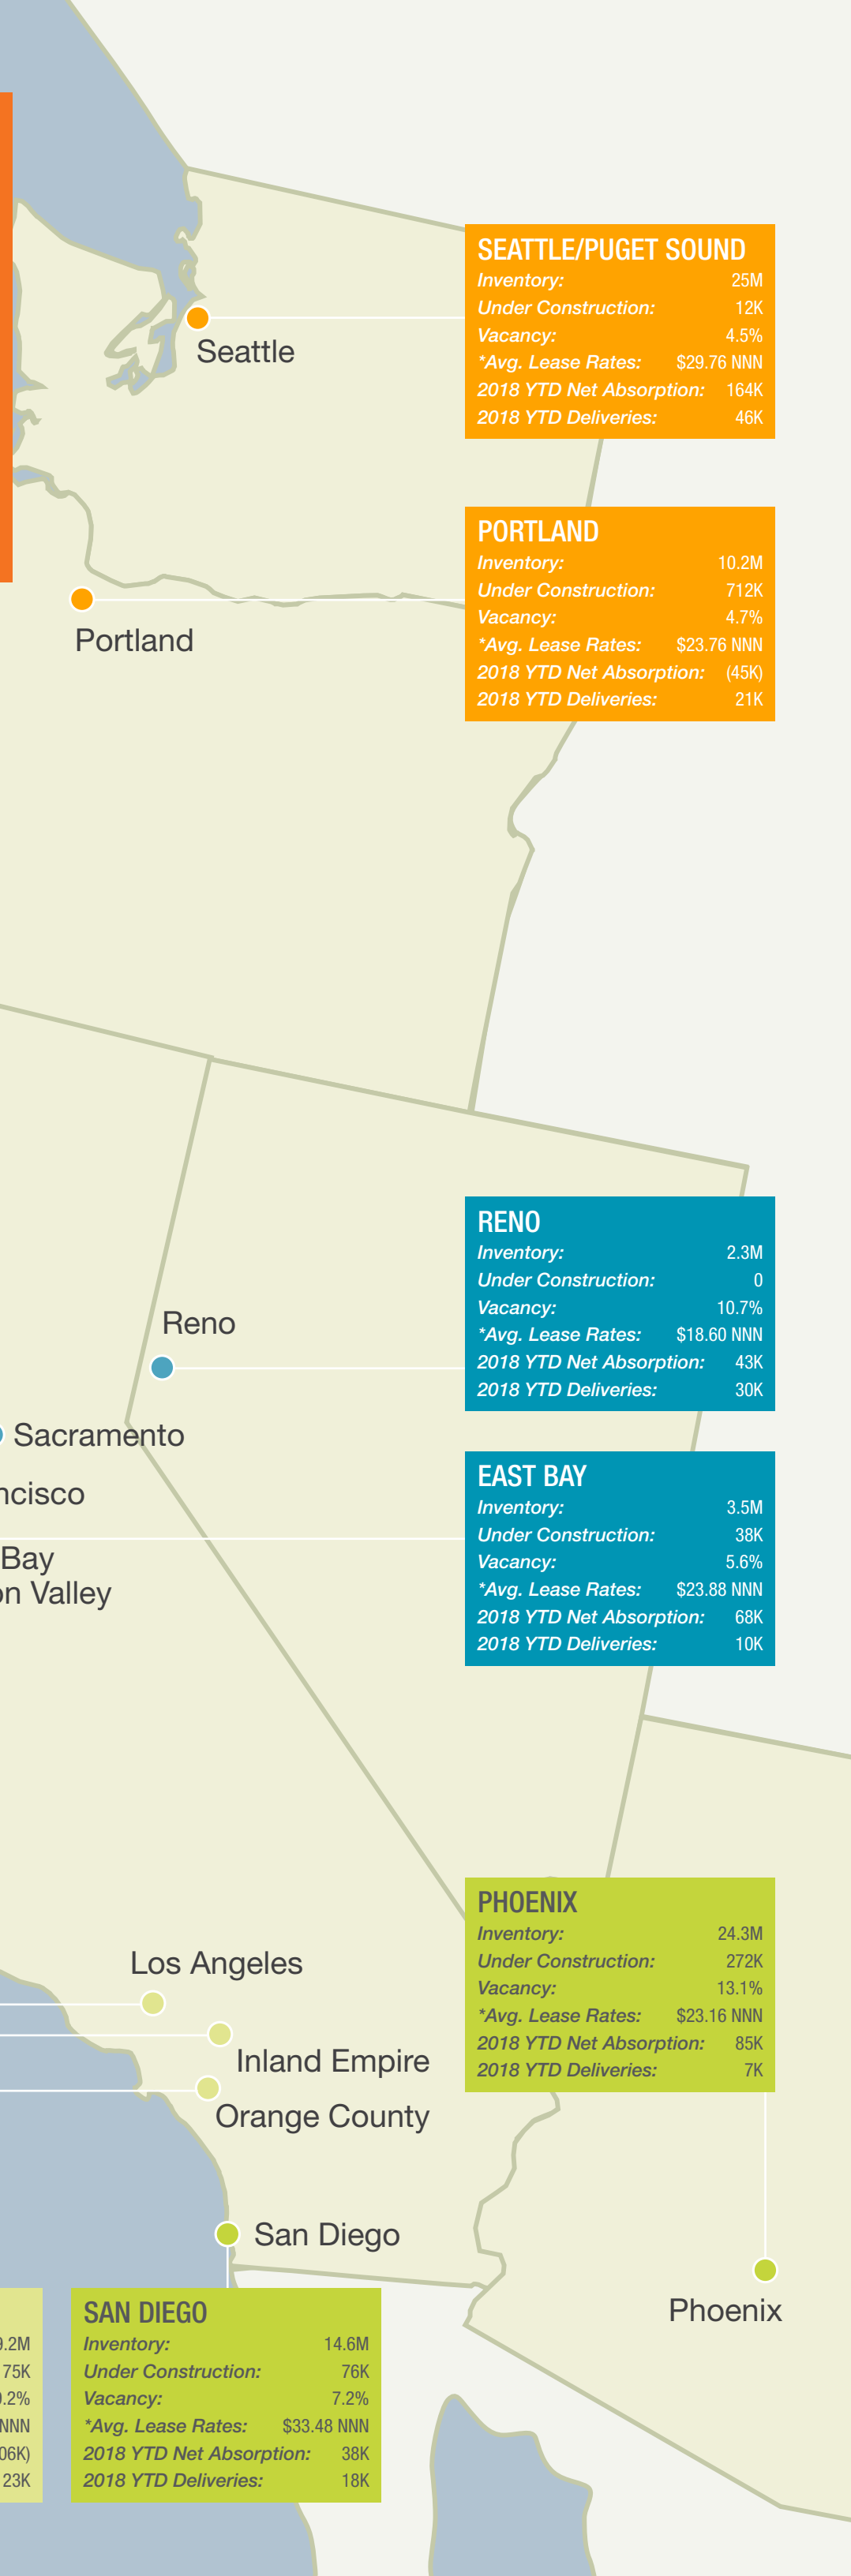 SEATTLE/PUGET SOUND
Inventory: 25M
Under Construction: 12K
Vacancy: 4.5%
*Avg. Lease Rates: $29.76 NNN
2018 YTD Net Absorption: 164K
2018 YTD Deliveries: 46K
Seattle
PORTLAND
Inventory: 10.2M
Under Construction: 712K
Vacancy: 4.7%
*Avg. Lease Rates: $23.76 NNN
2018 YTD Net Absorption: (45K)
2018 YTD Deliveries: 21K
Portland
RENO
Inventory: 2.3M
Under Construction: 0
Vacancy: 10.7%
*Avg. Lease Rates: $18.60 NNN
2018 YTD Net Absorption: 43K
2018 YTD Deliveries: 30K
Reno
Sacramento
ncisco
Bay
on Valley
EAST BAY
Inventory: 3.5M
Under Construction: 38K
Vacancy: 5.6%
*Avg. Lease Rates: $23.88 NNN
2018 YTD Net Absorption: 68K
2018 YTD Deliveries: 10K
PHOENIX
Inventory: 24.3M
Under Construction: 272K
Vacancy: 13.1%
*Avg. Lease Rates: $23.16 NNN
2018 YTD Net Absorption: 85K
2018 YTD Deliveries: 7K
Los Angeles
Inland Empire
Orange County
San Diego
Phoenix
9.2M
75K
.2%
NNN
06K)
23K
SAN DIEGO
Inventory: 14.6M
Under Construction: 76K
Vacancy: 7.2%
*Avg. Lease Rates: $33.48 NNN
2018 YTD Net Absorption: 38K
2018 YTD Deliveries: 18K